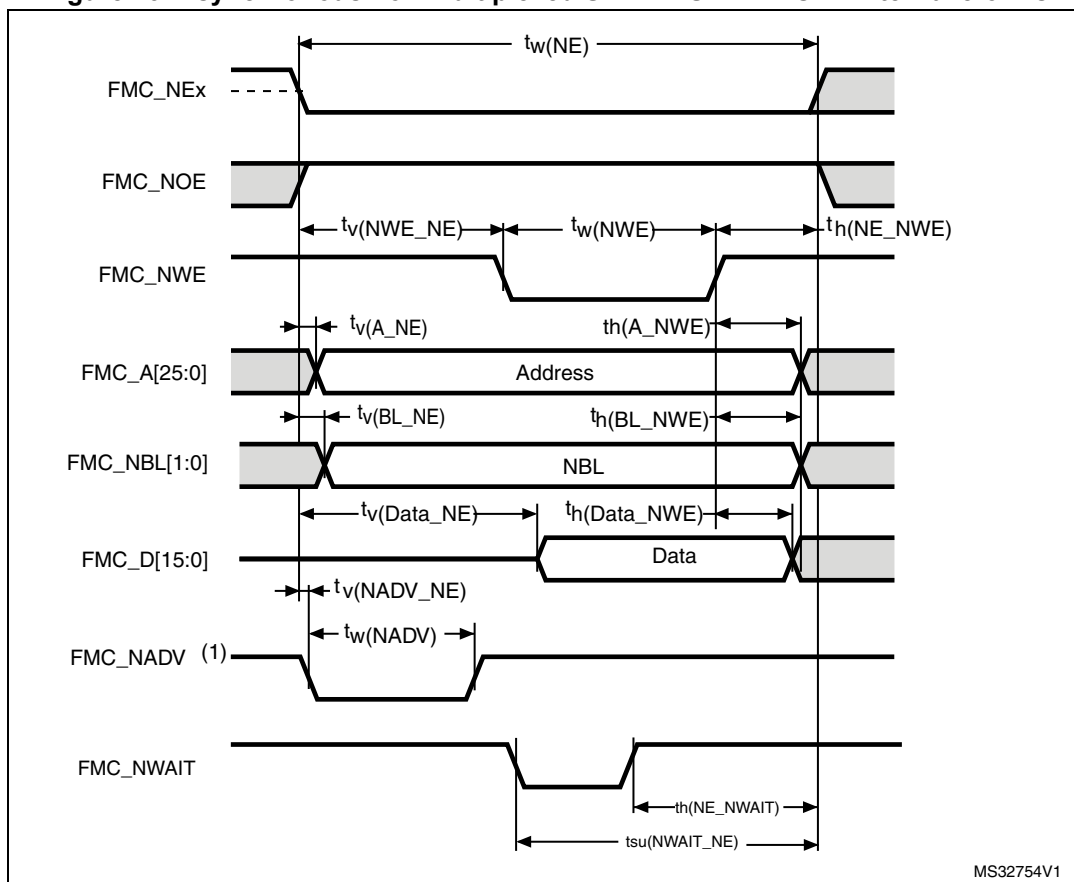 tw(NE)
FMC_NEx
FMC_NOE
tv(NWE_NE)
tw(NWE)
th(NE_NWE)
FMC_NWE
tv(A_NE)
th(A_NWE)
FMC_A[25:0]
Address
tv(BL_NE)
th(BL_NWE)
FMC_NBL[1:0]
NBL
tv(Data_NE)
th(Data_NWE)
FMC_D[15:0]
Data
tv(NADV_NE)
tw(NADV)
FMC_NADV (1)
FMC_NWAIT
th(NE_NWAIT)
tsu(NWAIT_NE)
MS32754V1